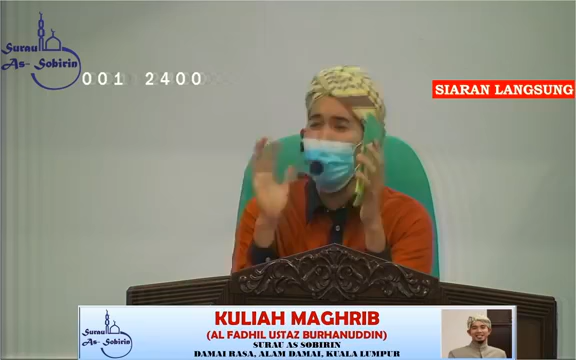 Surau
As- Sobirin
001 2400
SIARAN LANGSUNG
Surau
As- Sobirin
KULIAH MAGHRIB
(AL FADHIL USTAZ BURHANUDDIN)
SURAU AS SOBIRIN
DAMAI RASA, ALAM DAMAI, KUALA LUMPUR